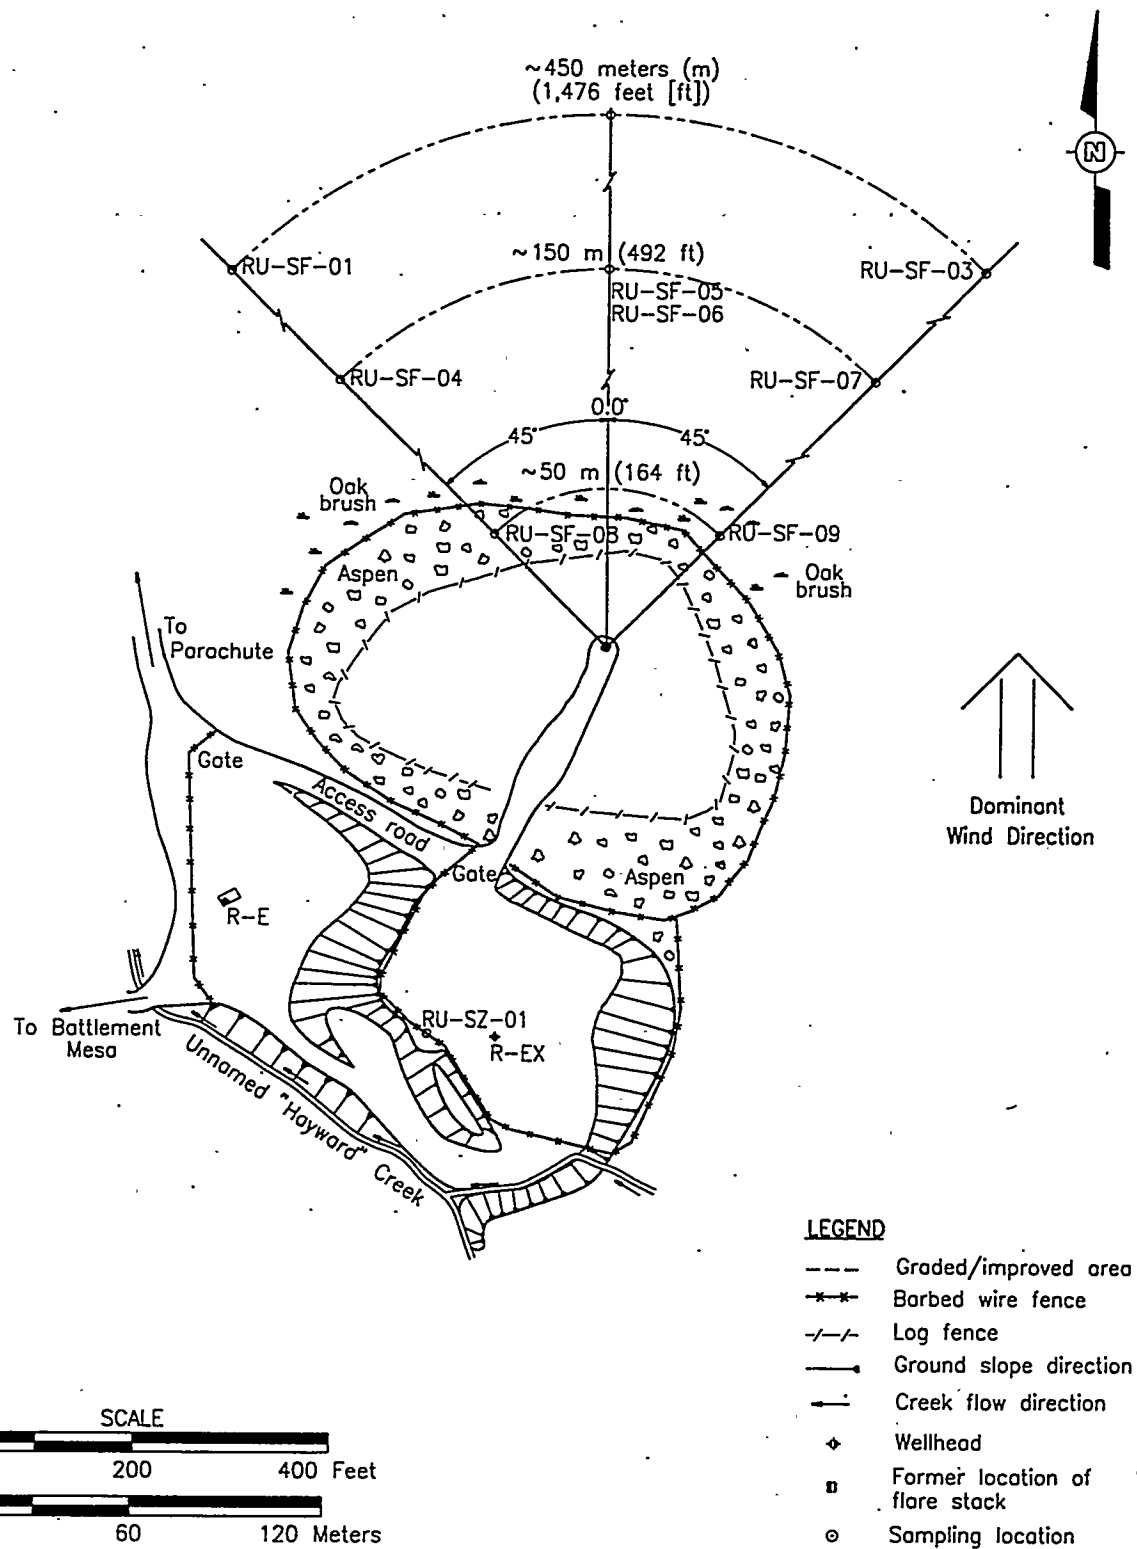 ~450 meters (m)
(1,476 feet [ft])
N
RU-SF-01
~150 m (492 ft)
RU-SF-03
RU-SF-05
RU-SF-06
RU-SF-04
RU-SF-07
0.0°
45°
45°
~50 m (164 ft)
Oak
brush
RU-SF-08
RU-SF-09
Aspen
Oak
brush
To
Parachute
Gate
Access road
Dominant
Wind Direction
Gate
Aspen
R-E
RU-SZ-01
R-EX
To Battlement
Mesa
Unnamed "Hayward" Creek
LEGEND
Graded/improved area
Barbed wire fence
Log fence
Ground slope direction
Creek flow direction
Wellhead
Former location of
flare stack
Sampling location
SCALE
200 400 Feet
60 120 Meters